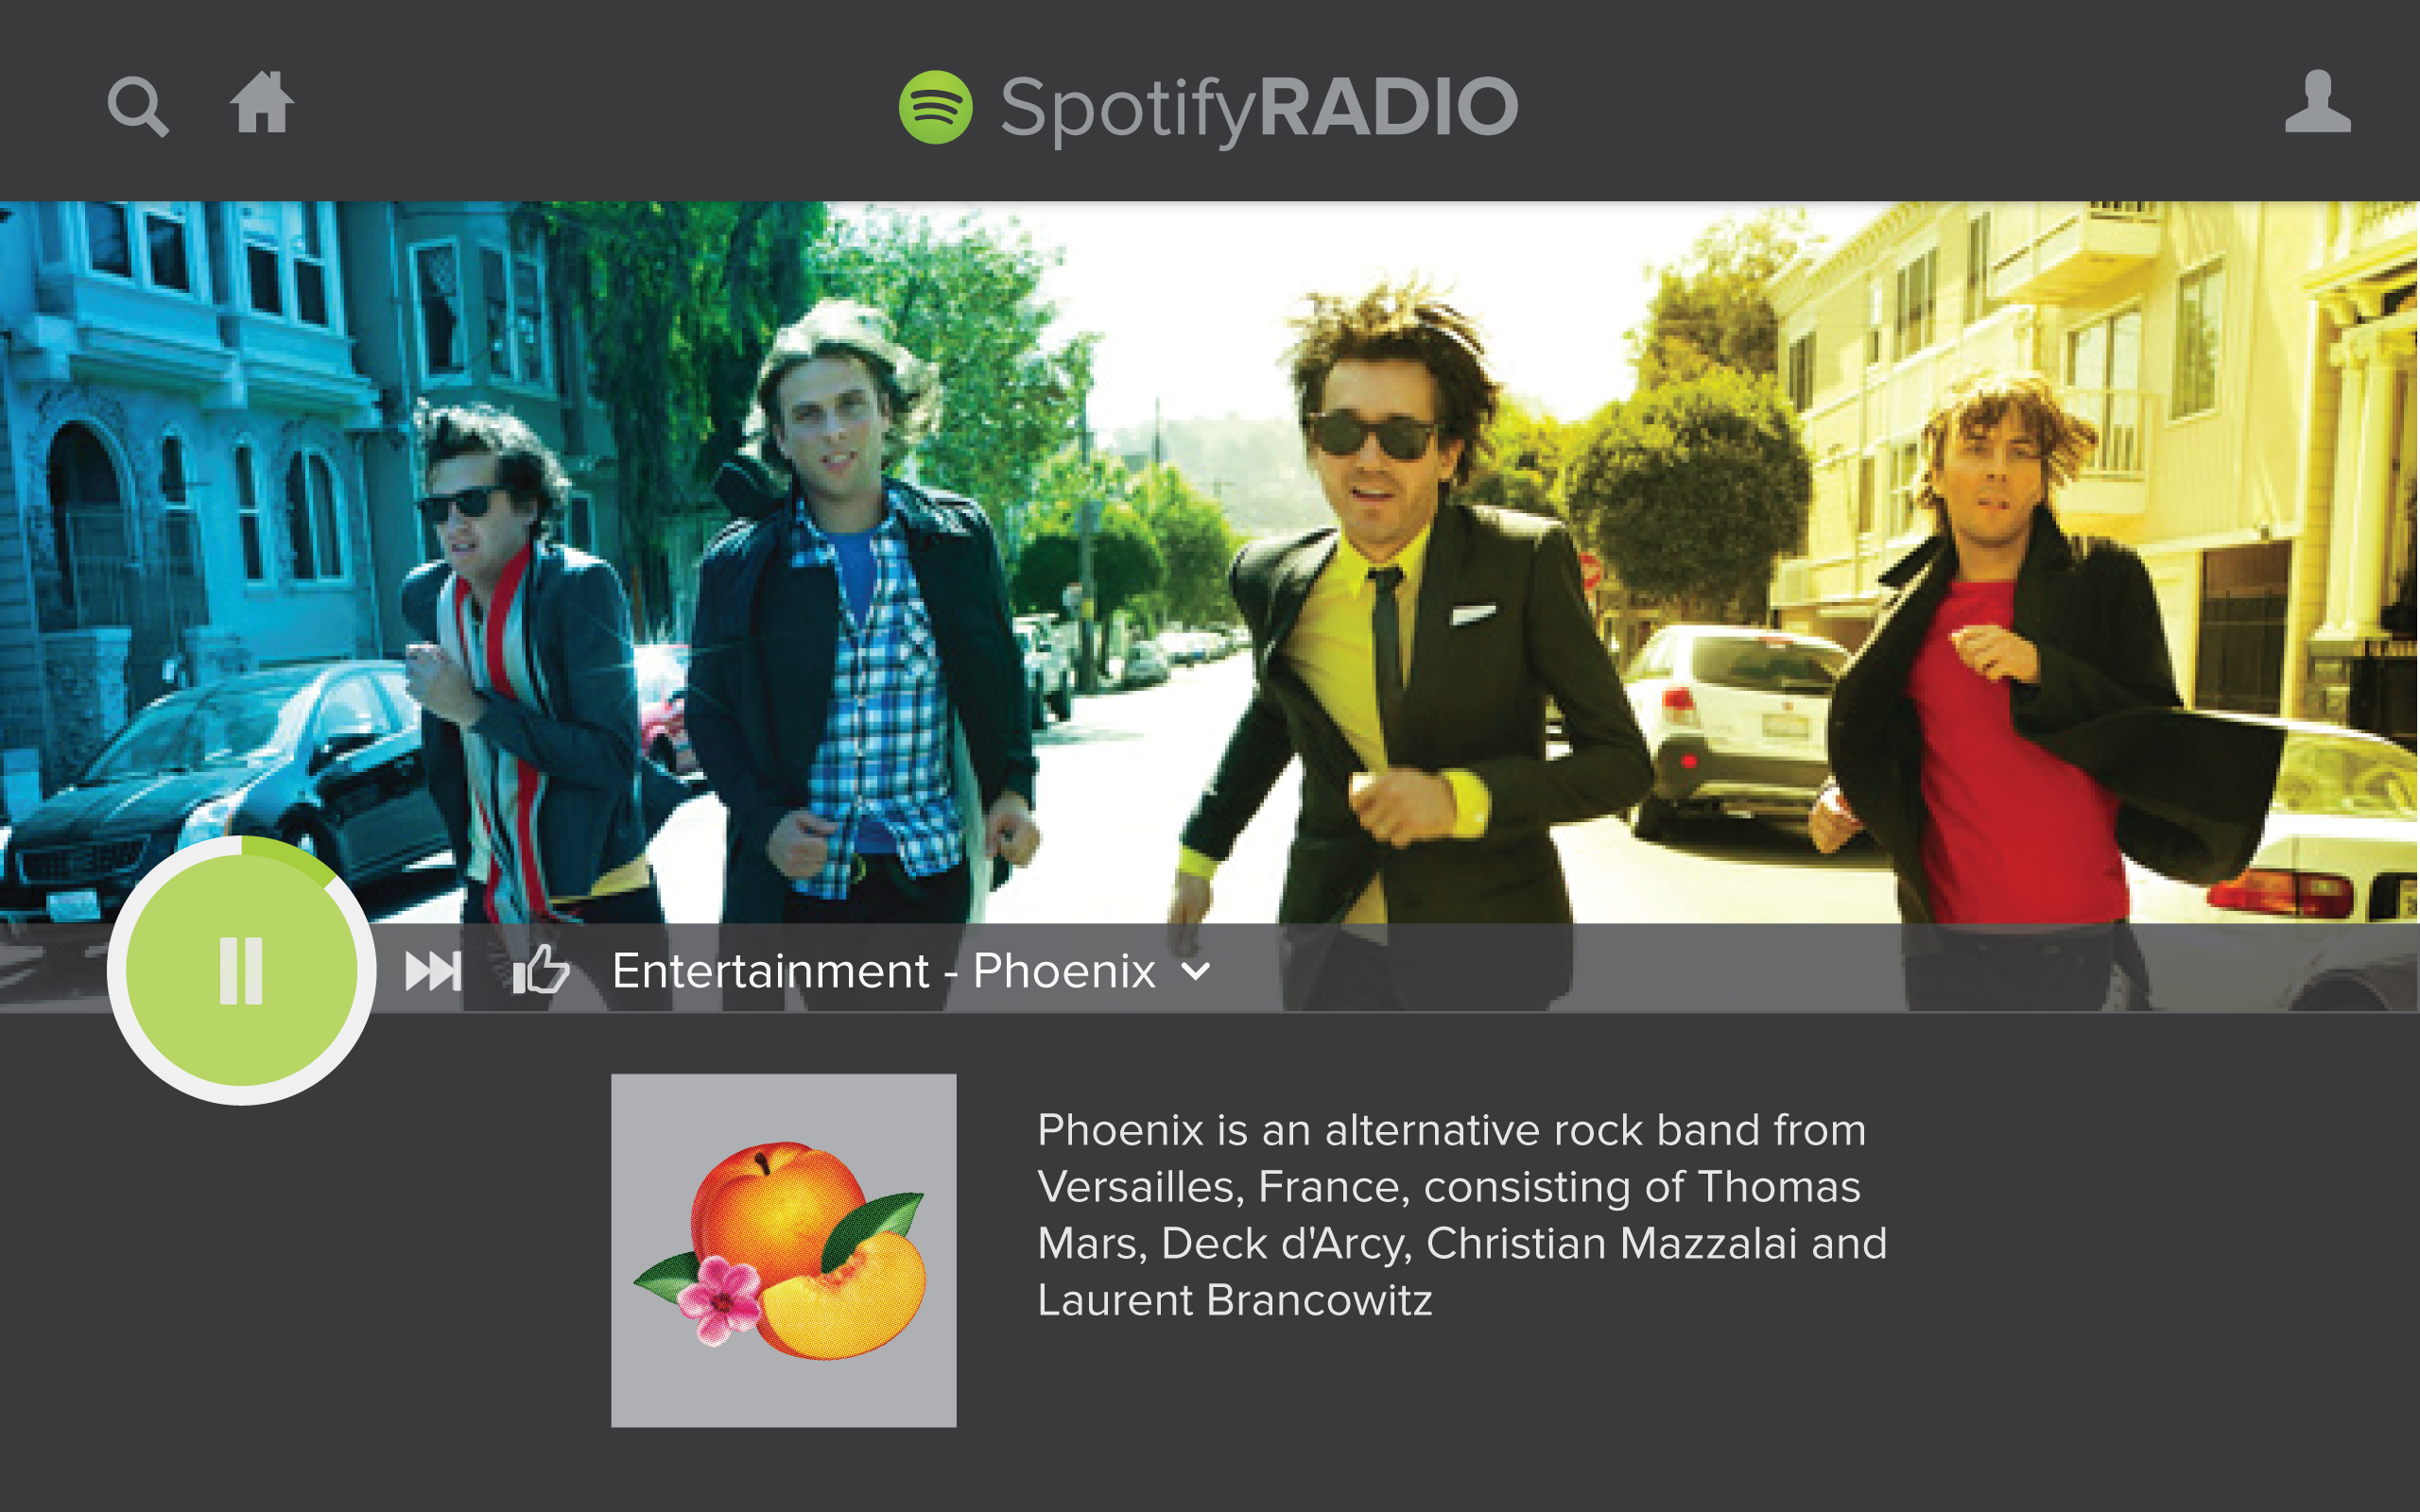 SpotifyRADIO
Entertainment - Phoenix
Phoenix is an alternative rock band from
Versailles, France, consisting of Thomas
Mars, Deck d'Arcy, Christian Mazzalai and
Laurent Brancowitz